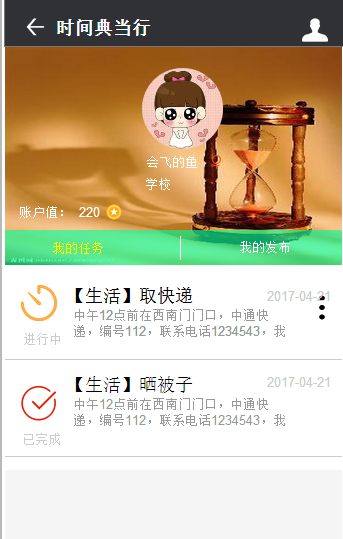 时间典当行
会飞的鱼
学校
账户值： 220
我的任务 我的发布
【生活】取快递 2017-04-21
中午12点前在西南门门口，中通快
递，编号112，联系电话1234543，我
进行中
【生活】晒被子 2017-04-21
中午12点前在西南门门口，中通快
递，编号112，联系电话1234543，我
已完成